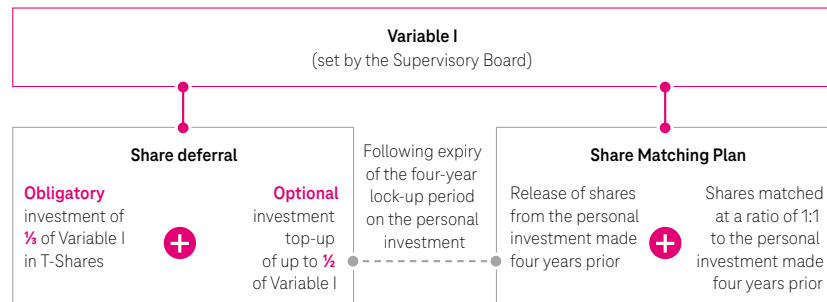 Variable I
(set by the Supervisory Board)
Share deferral
Obligatory
investment of
⅓ of Variable I
in T-Shares
Optional
investment
top-up
of up to ½
of Variable I
Following expiry
of the four-year
lock-up period
on the personal
investment
Share Matching Plan
Release of shares
from the personal
investment made
four years prior
Shares matched
at a ratio of 1:1
to the personal
investment made
four years prior